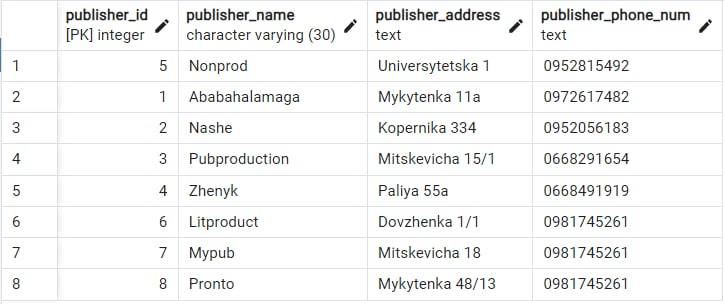 publisher_id publisher_name publisher_address publisher_phone_num
[PK] integer character varying (30) text text
1 5 Nonprod Universytetska 1 0952815492
2 1 Ababahalamaga Mykytenka 11a 0972617482
3 2 Nashe Kopernika 334 0952056183
4 3 Pubproduction Mitskevicha 15/1 0668291654
5 4 Zhenyk Paliya 55a 0668491919
6 6 Litproduct Dovzhenka 1/1 0981745261
7 7 Mypub Mitskevicha 18 0981745261
8 8 Pronto Mykytenka 48/13 0981745261